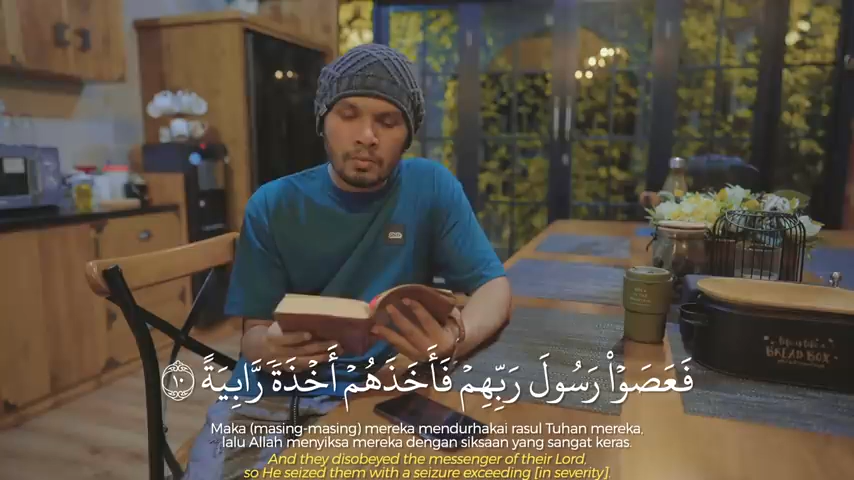 فَعَصَوْا۟ رَسُولَ رَبِّهِمْ فَأَخَذَهُمْ أَخْذَةً رَّابِيَةً ١٠
Maka (masing-masing) mereka mendurhakai rasul Tuhan mereka,
lalu Allah menyiksa mereka dengan siksaan yang sangat keras.
And they disobeyed the messenger of their Lord,
so He seized them with a seizure exceeding [in severity].
BREAD BOX